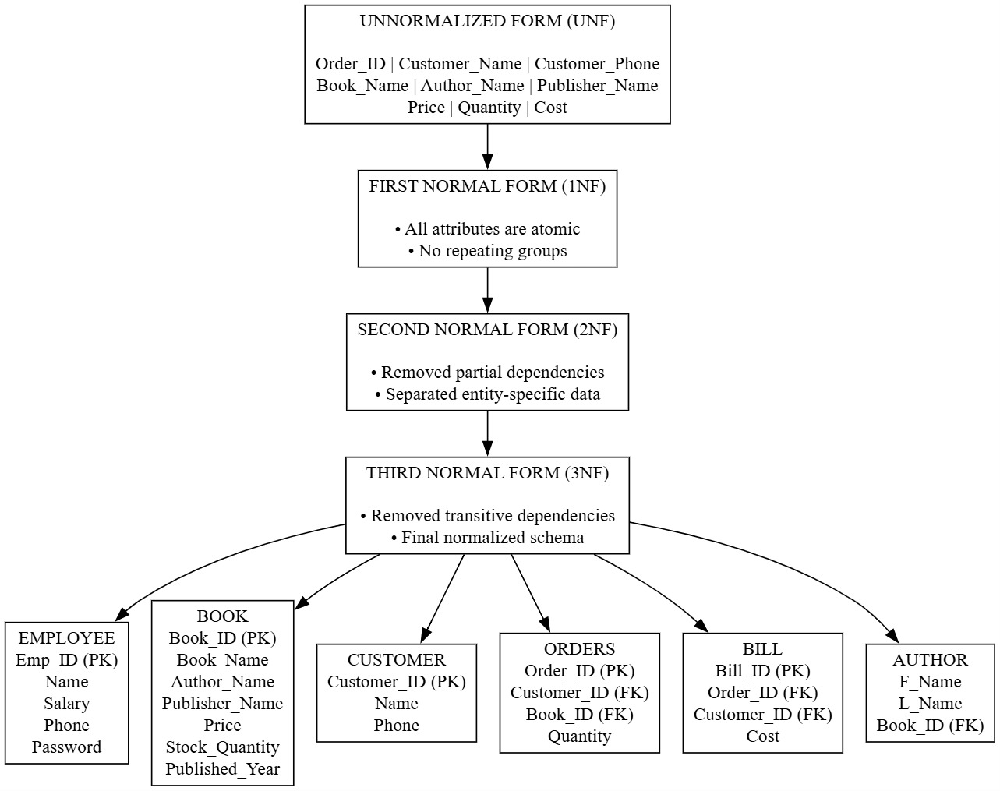 UNNORMALIZED FORM (UNF)
Order_ID | Customer_Name | Customer_Phone
Book_Name | Author_Name | Publisher_Name
Price | Quantity | Cost
FIRST NORMAL FORM (1NF)
• All attributes are atomic
• No repeating groups
SECOND NORMAL FORM (2NF)
• Removed partial dependencies
• Separated entity-specific data
THIRD NORMAL FORM (3NF)
• Removed transitive dependencies
• Final normalized schema
EMPLOYEE
Emp_ID (PK)
Name
Salary
Phone
Password
BOOK
Book_ID (PK)
Book_Name
Author_Name
Publisher_Name
Price
Stock_Quantity
Published_Year
CUSTOMER
Customer_ID (PK)
Name
Phone
ORDERS
Order_ID (PK)
Customer_ID (FK)
Book_ID (FK)
Quantity
BILL
Bill_ID (PK)
Order_ID (FK)
Customer_ID (FK)
Cost
AUTHOR
F_Name
L_Name
Book_ID (FK)